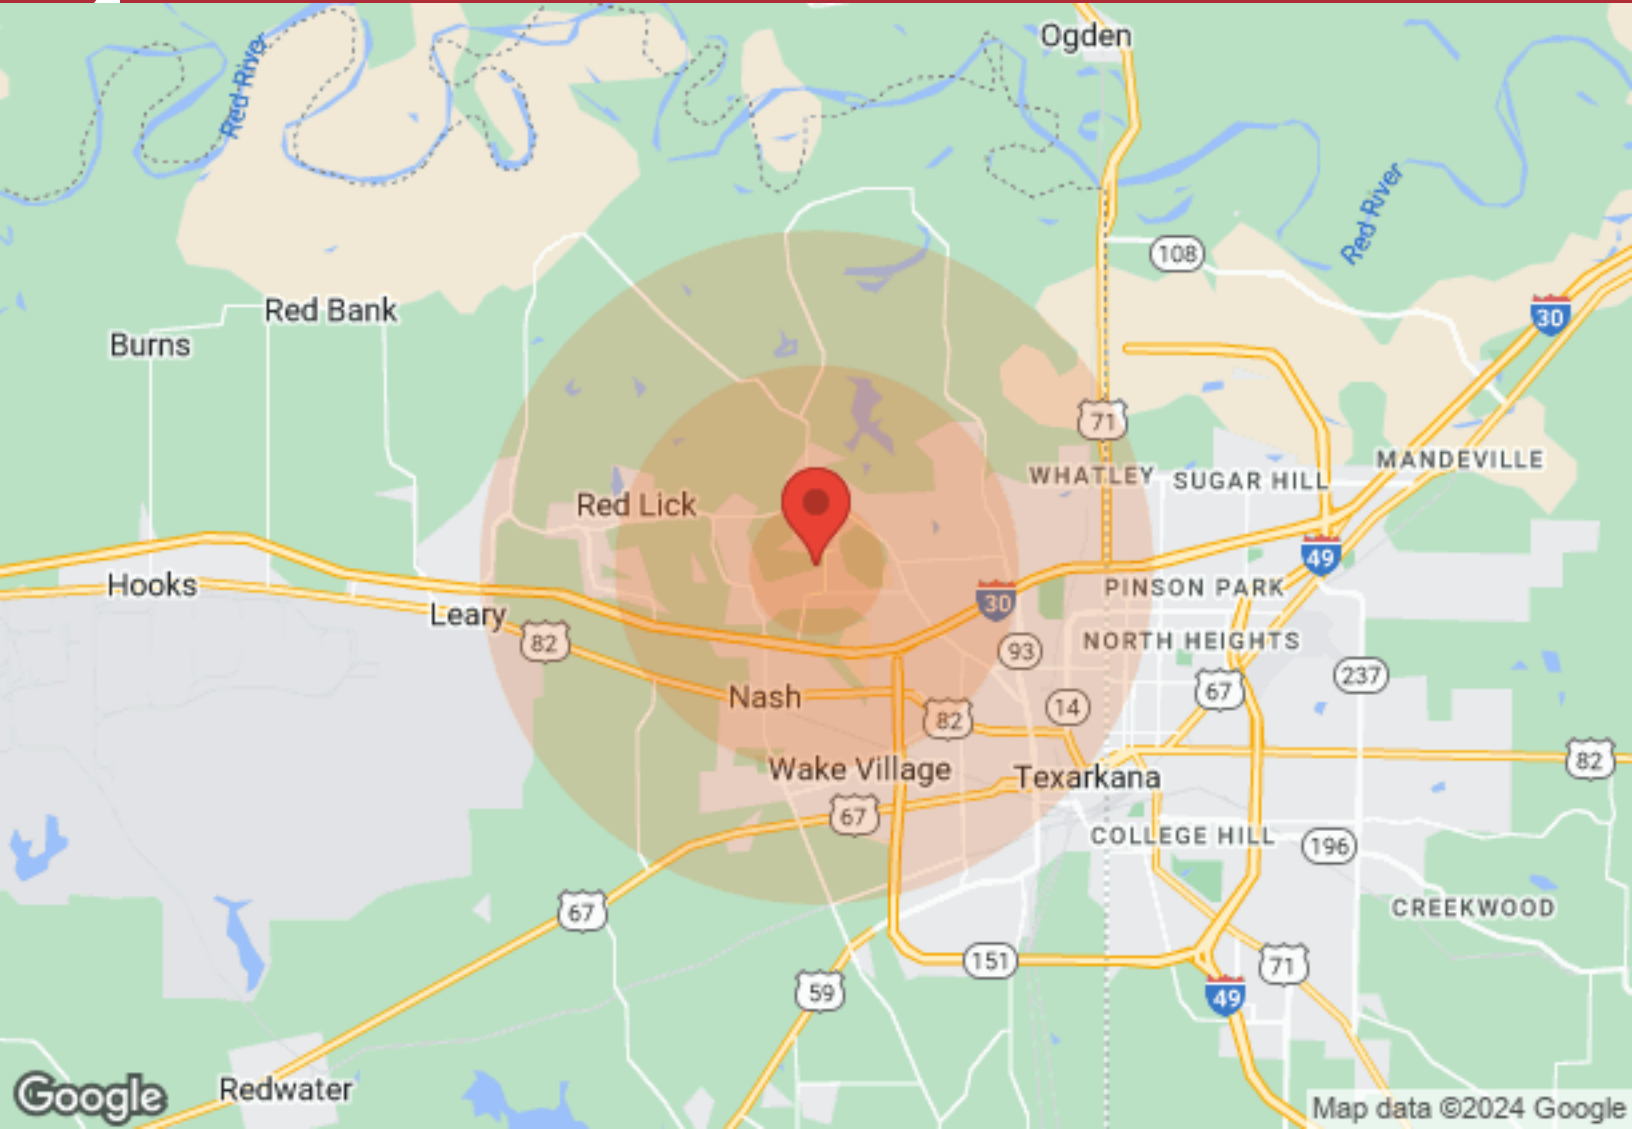 Ogden
Red River
Red River
108
30
Red Bank
Burns
71
WHATLEY
SUGAR HILL
MANDEVILLE
Red Lick
49
Hooks
PINSON PARK
30
Leary
82
93
NORTH HEIGHTS
237
67
Nash
82
14
Wake Village
Texarkana
82
67
COLLEGE HILL
196
67
CREEKWOOD
151
71
59
49
Redwater
Google
Map data ©2024 Google